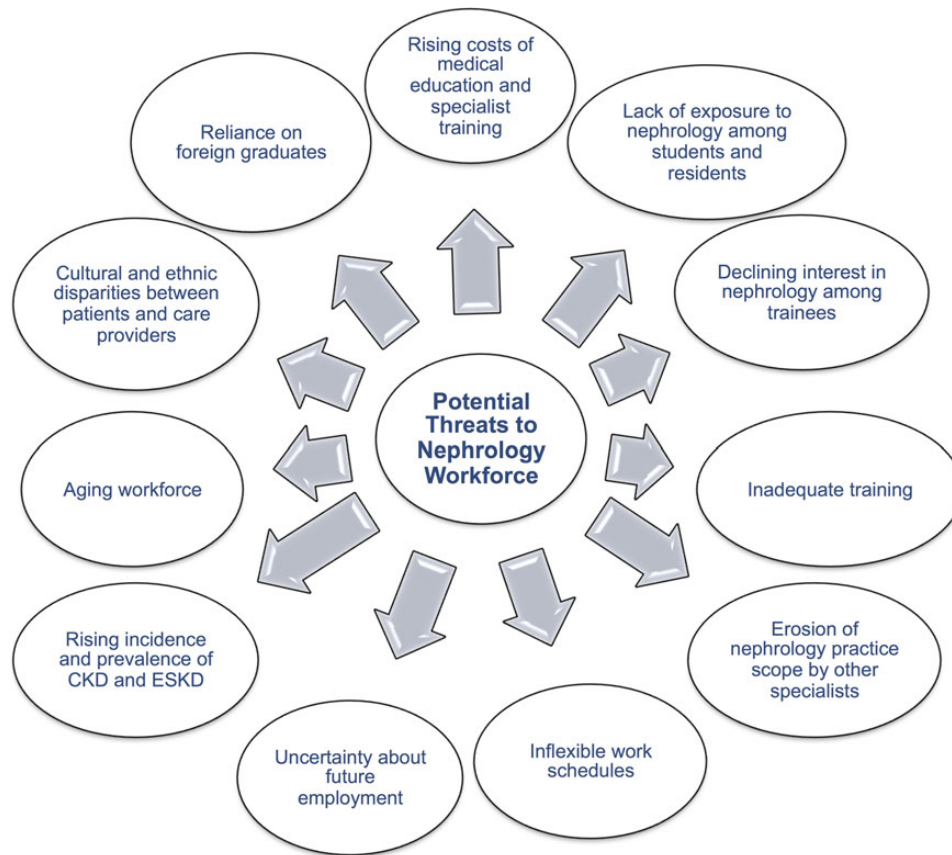 Rising costs of
medical
education and
specialist
training
Lack of exposure to
nephrology among
students and
residents
Declining interest in
nephrology among
trainees
Inadequate training
Erosion of
nephrology practice
scope by other
specialists
Inflexible work
schedules
Uncertainty about
future
employment
Rising incidence
and prevalence of
CKD and ESKD
Aging workforce
Cultural and ethnic
disparities between
patients and care
providers
Reliance on
foreign graduates
Potential
Threats to
Nephrology
Workforce